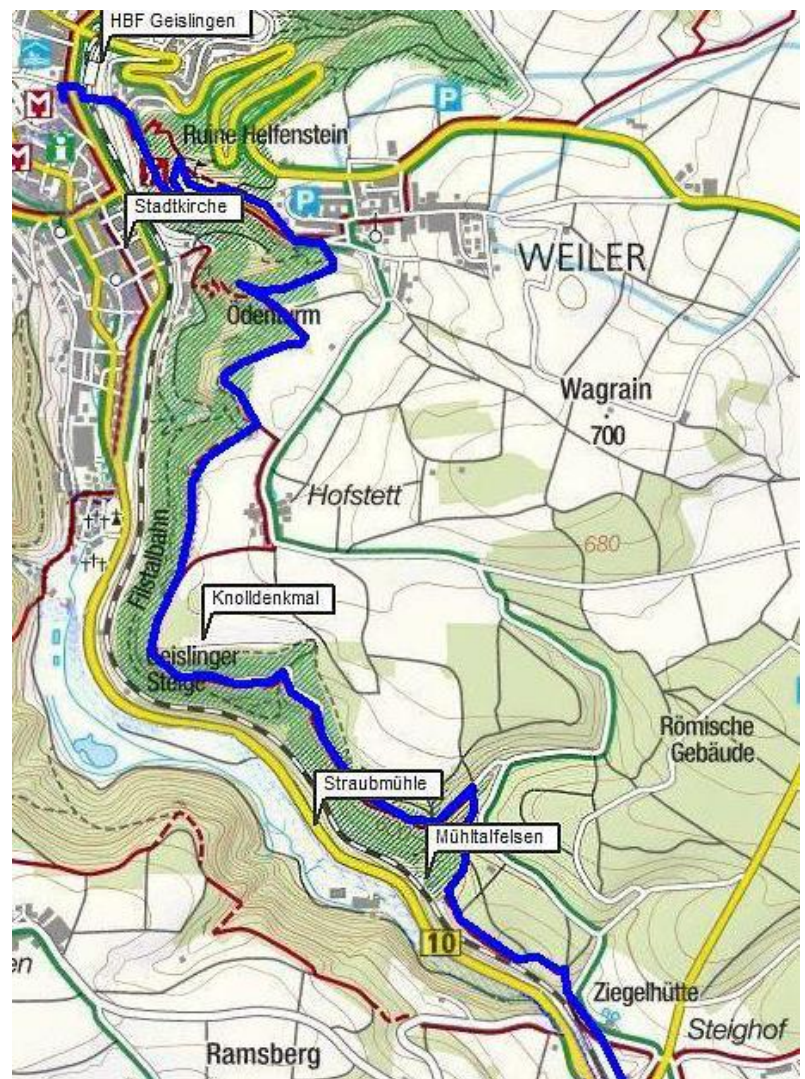 HBF Geislingen
M
P
Ruine Helfenstein
M
i
P
Stadtkirche
WEILER
Ödenturm
Wagrain
700
Hofstett
Filstalbahn
680
Knolldenkmal
Geislinger
Steige
Römische
Gebäude
Straubmühle
Mühltalfelsen
10
en
Ziegelhütte
Steighof
Ramsberg